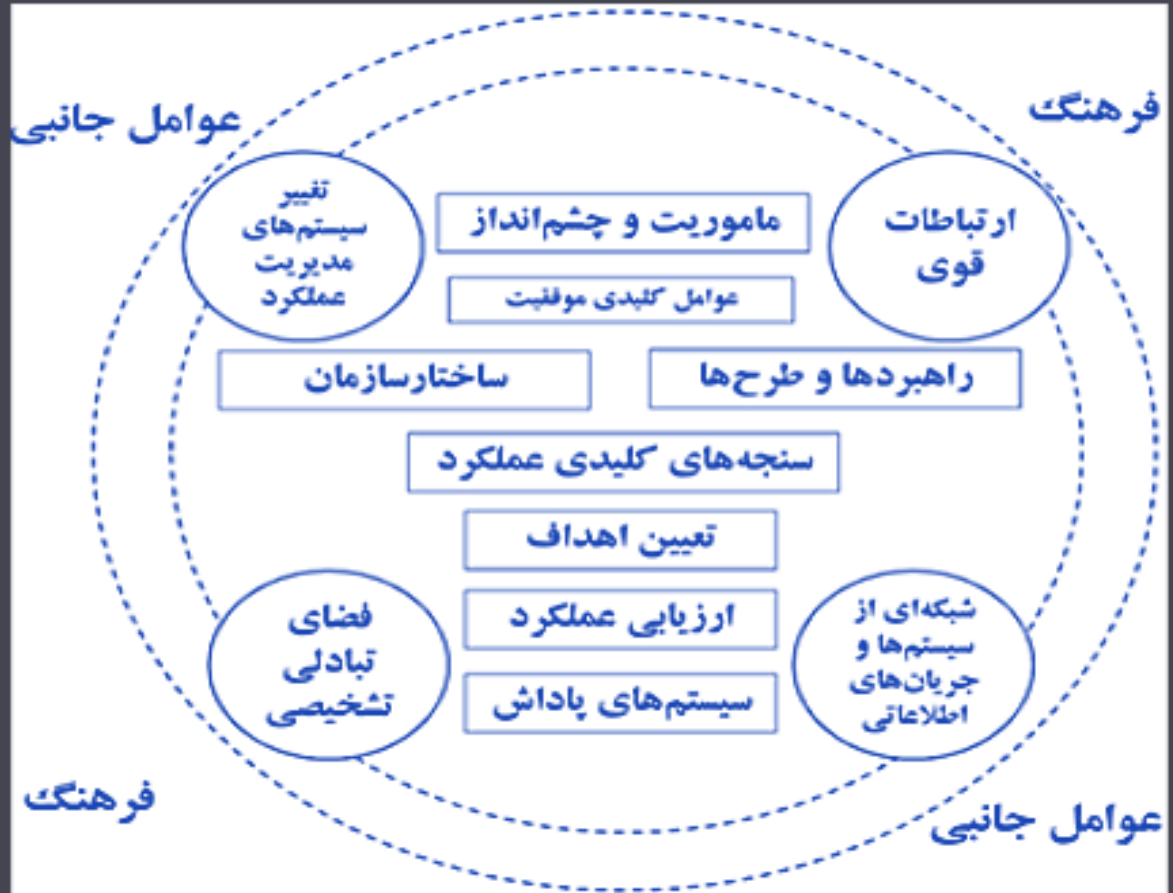 فرهنگ
عوامل جانبی
ارتباطات
قوی
ماموریت و چشم‌انداز
تغییر
سیستم‌های
مدیریت
عملکرد
عوامل کلیدی موفقیت
راهبردها و طرح‌ها
ساختارسازمان
سنجه‌های کلیدی عملکرد
تعیین اهداف
شبکه‌ای از
سیستم‌ها و
جریان‌های
اطلاعاتی
ارزیابی عملکرد
سیستم‌های پاداش
فضای
تبادلی
تشخیصی
عوامل جانبی
فرهنگ